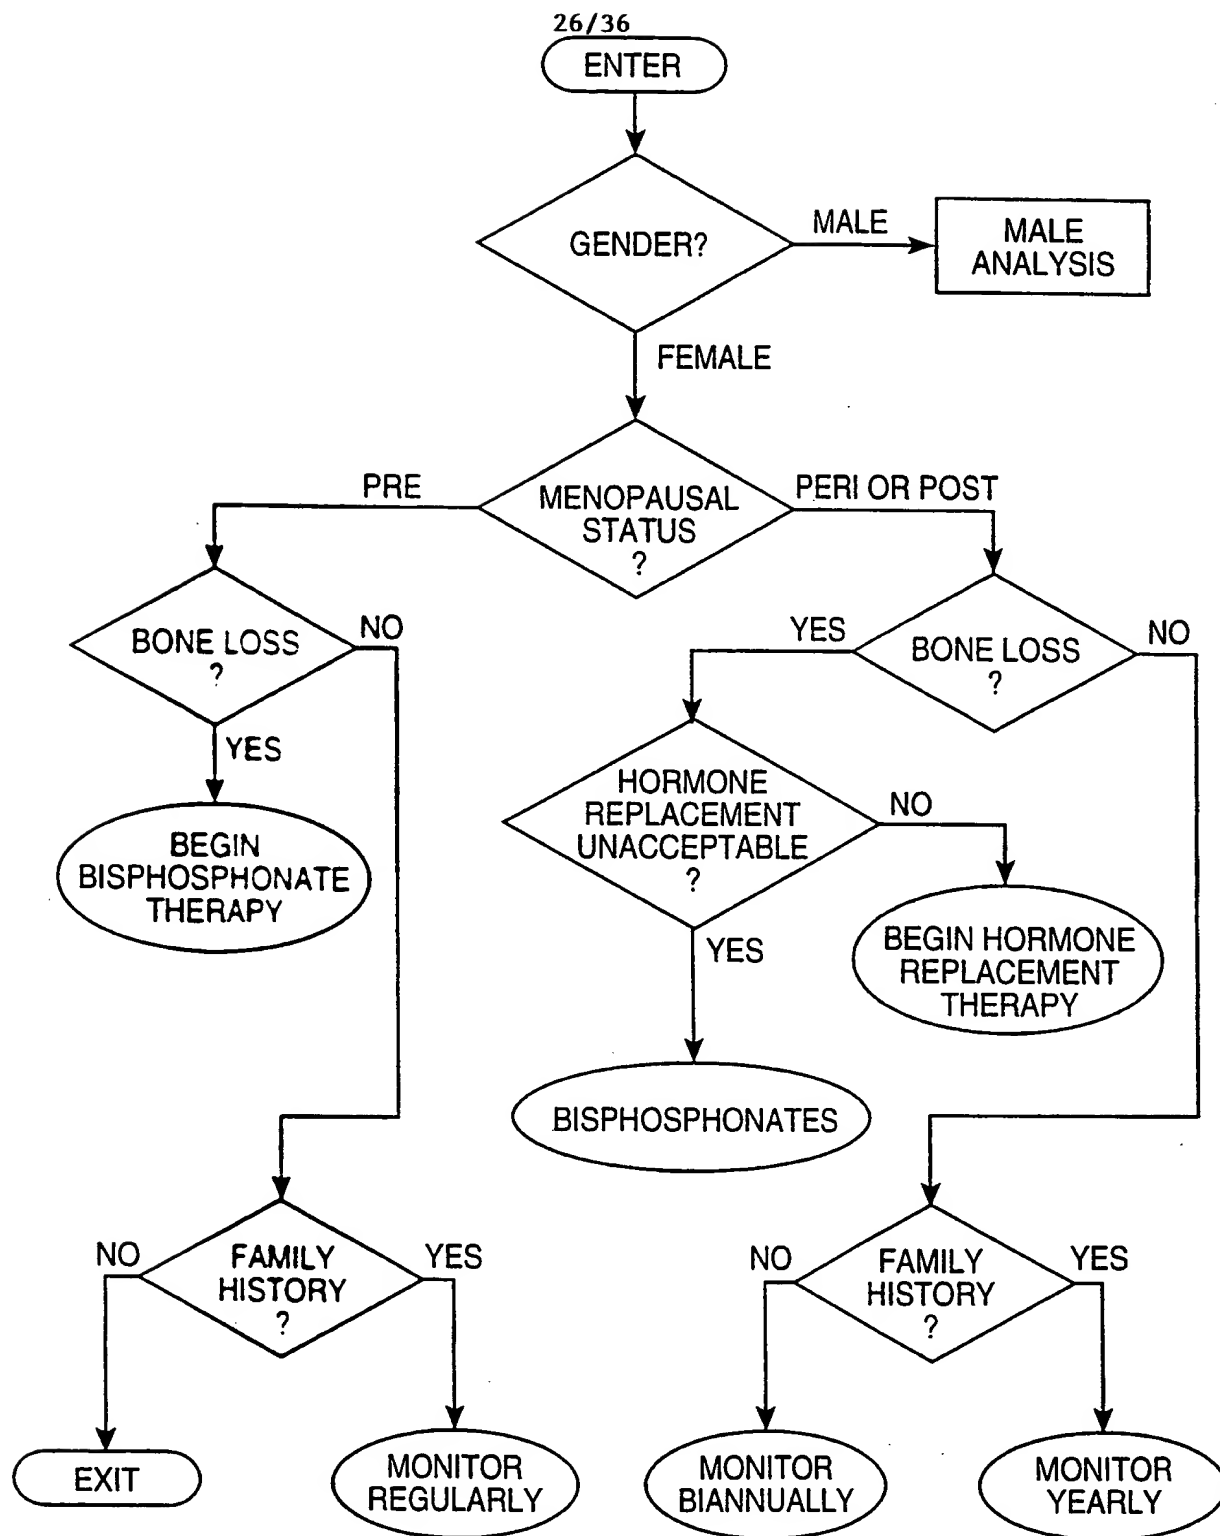 26/36
ENTER
GENDER?
MALE
MALE
ANALYSIS
FEMALE
MENOPAUSAL
STATUS
?
PRE
PERI OR POST
BONE LOSS
?
NO
YES
BEGIN
BISPHOSPHONATE
THERAPY
YES
BONE LOSS
?
NO
HORMONE
REPLACEMENT
UNACCEPTABLE
?
NO
YES
BEGIN HORMONE
REPLACEMENT
THERAPY
BISPHOSPHONATES
NO
FAMILY
HISTORY
?
YES
EXIT
MONITOR
REGULARLY
NO
FAMILY
HISTORY
?
YES
MONITOR
BIANNUALLY
MONITOR
YEARLY